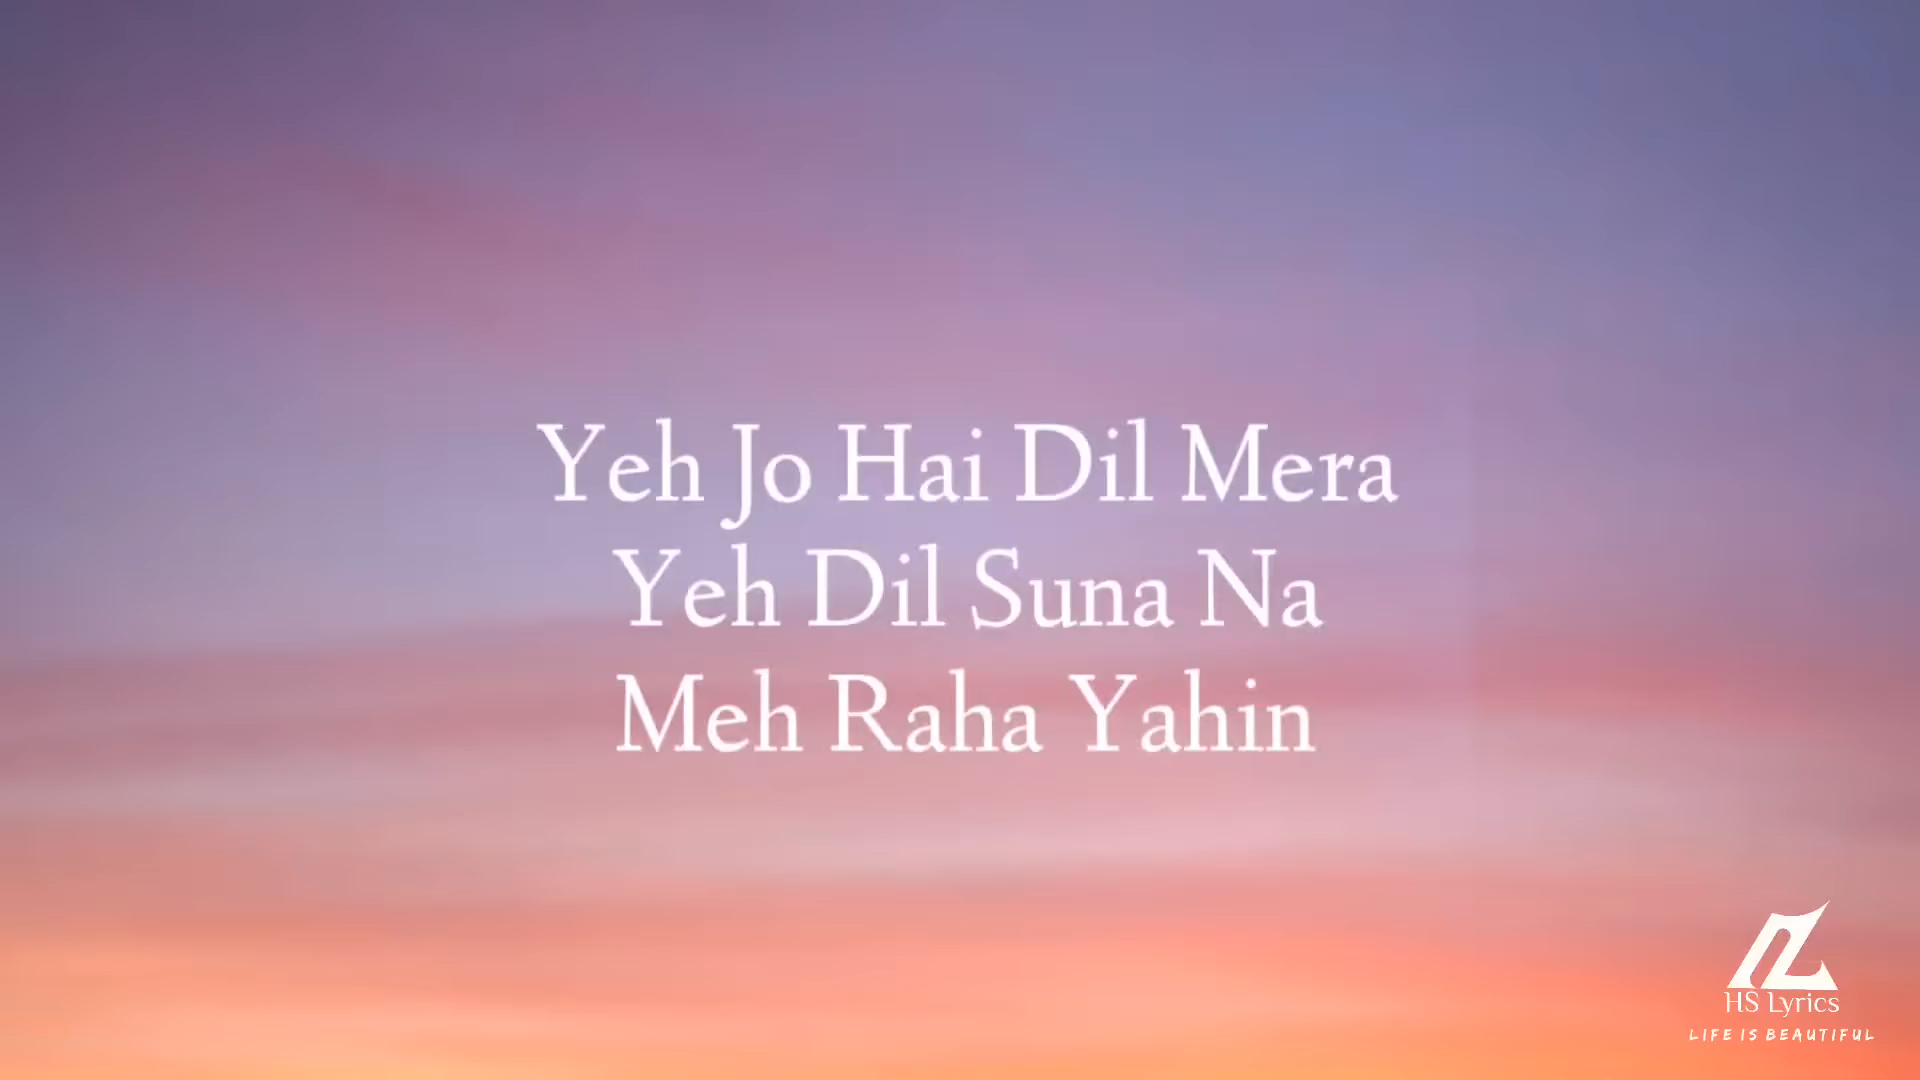 Yeh Jo Hai Dil Mera
Yeh Dil Suna Na
Meh Raha Yahin
HS Lyrics
LIFE IS BEAUTIFUL